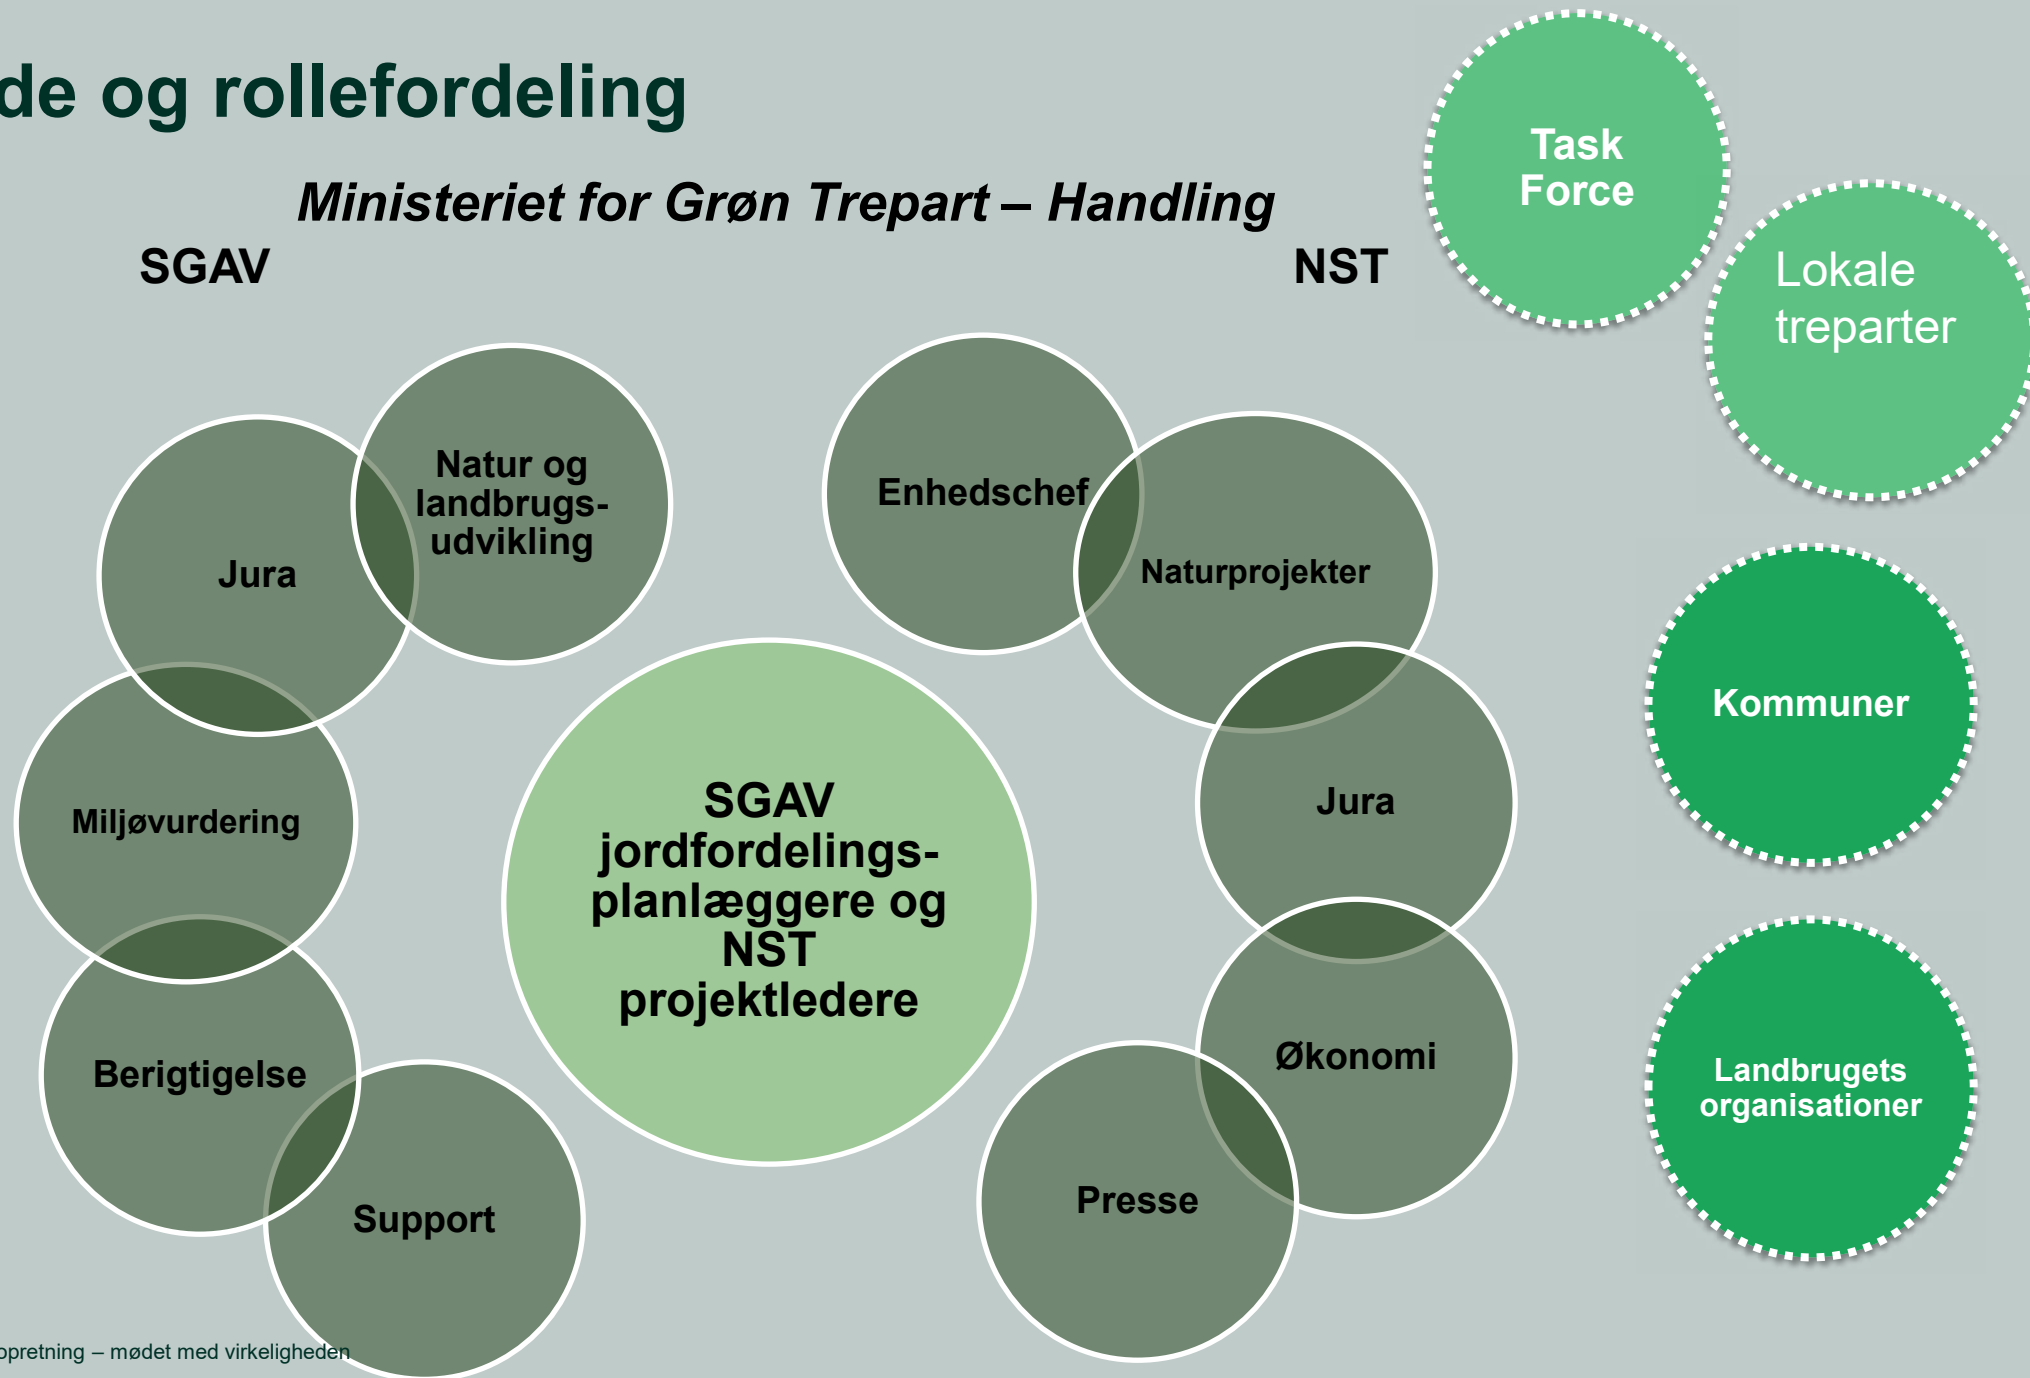 de og rollefordeling
Ministeriet for Grøn Trepart – Handling
SGAV
NST
Task
Force
Lokale
treparter
Natur og
landbrugs-
udvikling
Jura
Miljøvurdering
Berigtigelse
Support
SGAV
jordfordelings-
planlæggere og
NST
projektledere
Enhedschef
Naturprojekter
Jura
Økonomi
Presse
Kommuner
Landbrugets
organisationer
opretning – mødet med virkeligheden